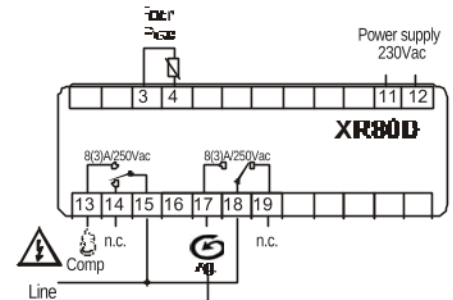 Power supply
230Vac
3 4 11 12
XR80D
8(3)A/250Vac 8(3)A/250Vac
13 14 15 16 17 18 19
n.c. n.c.
Comp
Line